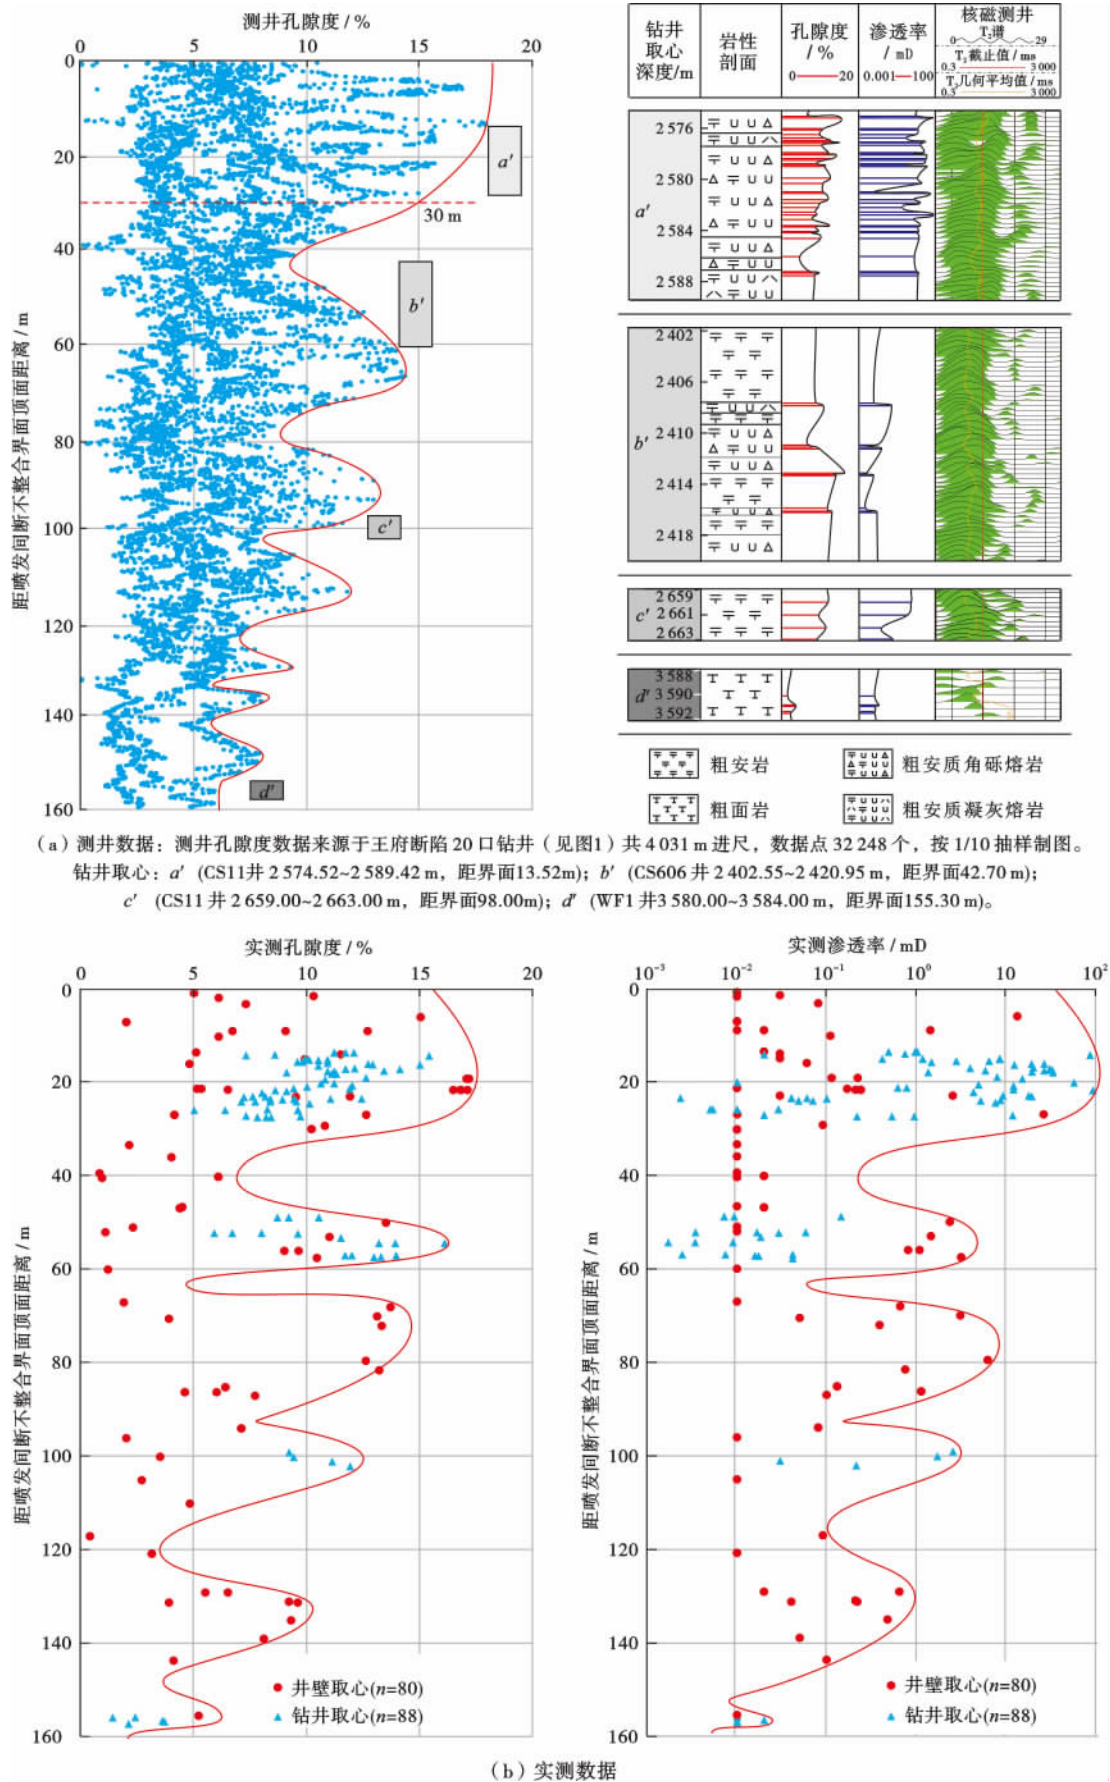 测井孔隙度 / %
0 5 10 15 20
0
20
40
60
80
100
120
140
160
距喷发间断不整合界面顶面距离 / m
30 m
a′
b′
c′
d′
钻井取心深度/m
岩性剖面
孔隙度 / %
0 20
渗透率 / mD
0.001 100
核磁测井
T₂谱
0 29
T₂截止值 / ms
0.3 3 000
T₂几何平均值 / ms
0.3 3 000
a′
2 576
2 580
2 584
2 588
b′
2 402
2 406
2 410
2 414
2 418
c′
2 659
2 661
2 663
d′
3 588
3 590
3 592
粗安岩
粗安质角砾熔岩
粗面岩
粗安质凝灰熔岩
（a）测井数据：测井孔隙度数据来源于王府断陷 20 口钻井（见图1）共 4 031 m 进尺，数据点 32 248 个，按 1/10 抽样制图。
钻井取心：a′（CS11井 2 574.52~2 589.42 m，距界面13.52m)；b′（CS606 井 2 402.55~2 420.95 m，距界面42.70 m)；
c′（CS11 井 2 659.00~2 663.00 m，距界面98.00m)；d′（WF1 井3 580.00~3 584.00 m，距界面155.30 m)。
实测孔隙度 / %
0 5 10 15 20
0
20
40
60
80
100
120
140
160
距喷发间断不整合界面顶面距离 / m
井壁取心(n=80)
钻井取心(n=88)
实测渗透率 / mD
10⁻³ 10⁻² 10⁻¹ 10⁰ 10 10²
0
20
40
60
80
100
120
140
160
距喷发间断不整合界面顶面距离 / m
井壁取心(n=80)
钻井取心(n=88)
（b）实测数据